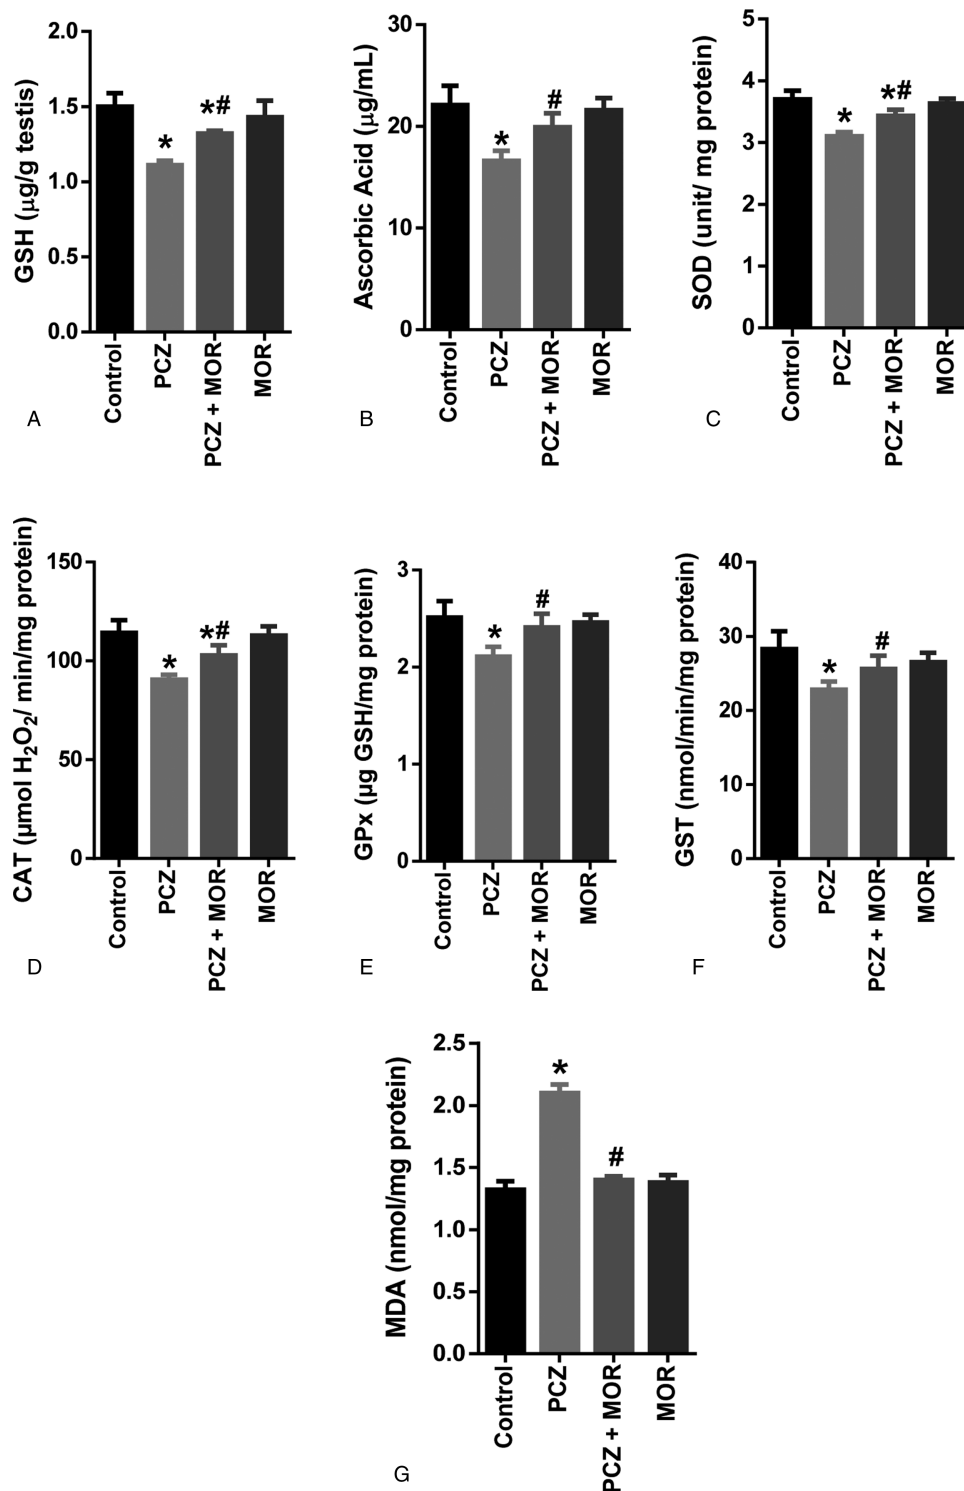 GSH (μg/g testis)
2.0
1.5
1.0
0.5
0.0
*
*#
Control
PCZ
PCZ + MOR
MOR
A
Ascorbic Acid (μg/mL)
30
20
10
0
*
#
Control
PCZ
PCZ + MOR
MOR
B
SOD (unit/ mg protein)
5
4
3
2
1
0
*
*#
Control
PCZ
PCZ + MOR
MOR
C
CAT (μmol H₂O₂/ min/mg protein)
150
100
50
0
*
*#
Control
PCZ
PCZ + MOR
MOR
D
GPx (μg GSH/mg protein)
3
2
1
0
*
#
Control
PCZ
PCZ + MOR
MOR
E
GST (nmol/min/mg protein)
40
30
20
10
0
*
#
Control
PCZ
PCZ + MOR
MOR
F
MDA (nmol/mg protein)
2.5
2.0
1.5
1.0
0.5
0.0
*
#
Control
PCZ
PCZ + MOR
MOR
G